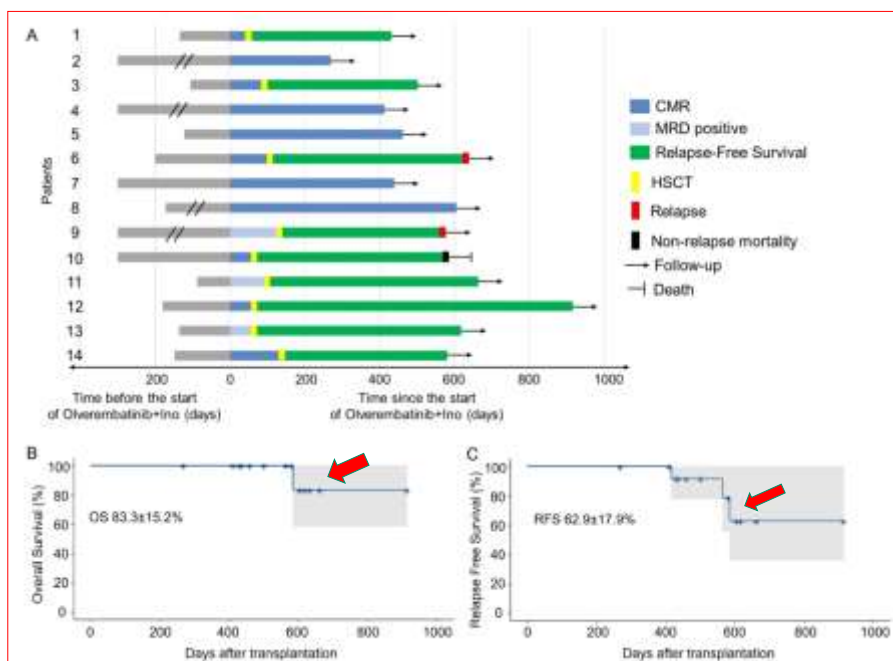 A
Patients
1
2
3
4
5
6
7
8
9
10
11
12
13
14
CMR
MRD positive
Relapse-Free Survival
HSCT
Relapse
Non-relapse mortality
Follow-up
Death
200 0 200 400 600 800 1000
Time before the start
of Olverembatinib+Ino (days)
Time since the start
of Olverembatinib+Ino (days)
B
Overall Survival (%)
100
80
60
40
20
0
OS 83.3±15.2%
0 200 400 600 800 1000
Days after transplantation
C
Relapse Free Survival (%)
100
80
60
40
20
0
RFS 62.9±17.9%
0 200 400 600 800 1000
Days after transplantation